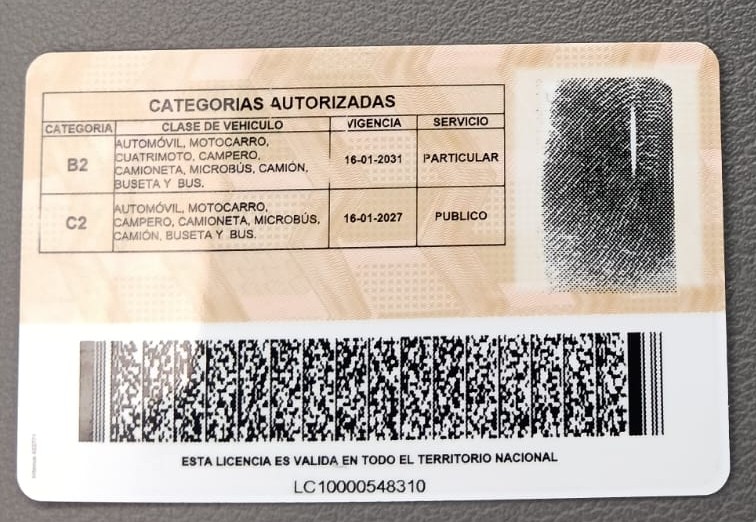 CATEGORIAS AUTORIZADAS
CATEGORIA CLASE DE VEHICULO VIGENCIA SERVICIO
B2 AUTOMÓVIL, MOTOCARRO, CUATRIMOTO, CAMPERO, CAMIONETA, MICROBÚS, CAMIÓN, BUSETA Y BUS. 16-01-2031 PARTICULAR
C2 AUTOMÓVIL, MOTOCARRO, CAMPERO, CAMIONETA, MICROBÚS, CAMIÓN, BUSETA Y BUS. 16-01-2027 PUBLICO
ESTA LICENCIA ES VALIDA EN TODO EL TERRITORIO NACIONAL
LC10000548310